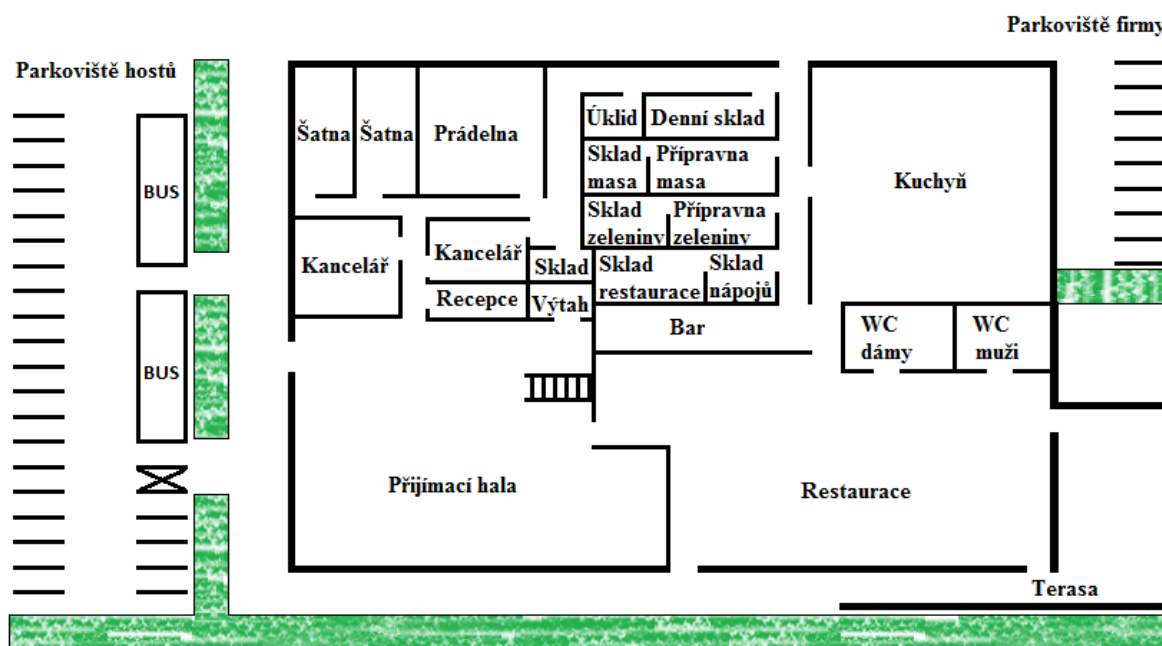 Parkoviště firmy
Parkoviště hostů
Šatna
Šatna
Prádelna
Úklid
Denní sklad
Sklad
masa
Přípravna
masa
Kuchyň
BUS
Sklad
zeleniny
Přípravna
zeleniny
Kancelář
Kancelář
Sklad
Sklad
restaurace
Sklad
nápojů
Recepce
Výtah
Bar
WC
dámy
WC
muži
BUS
Přijímací hala
Restaurace
Terasa